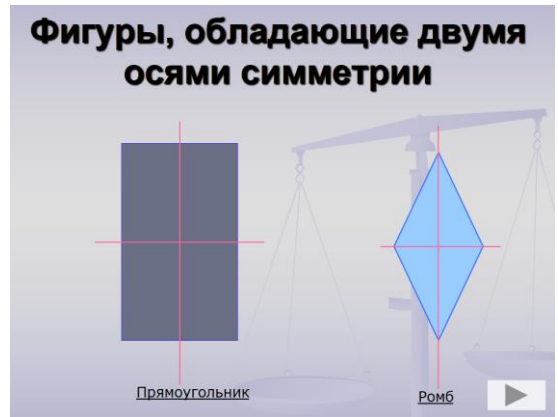 Фигуры, обладающие двумя
осями симметрии
Прямоугольник
Ромб